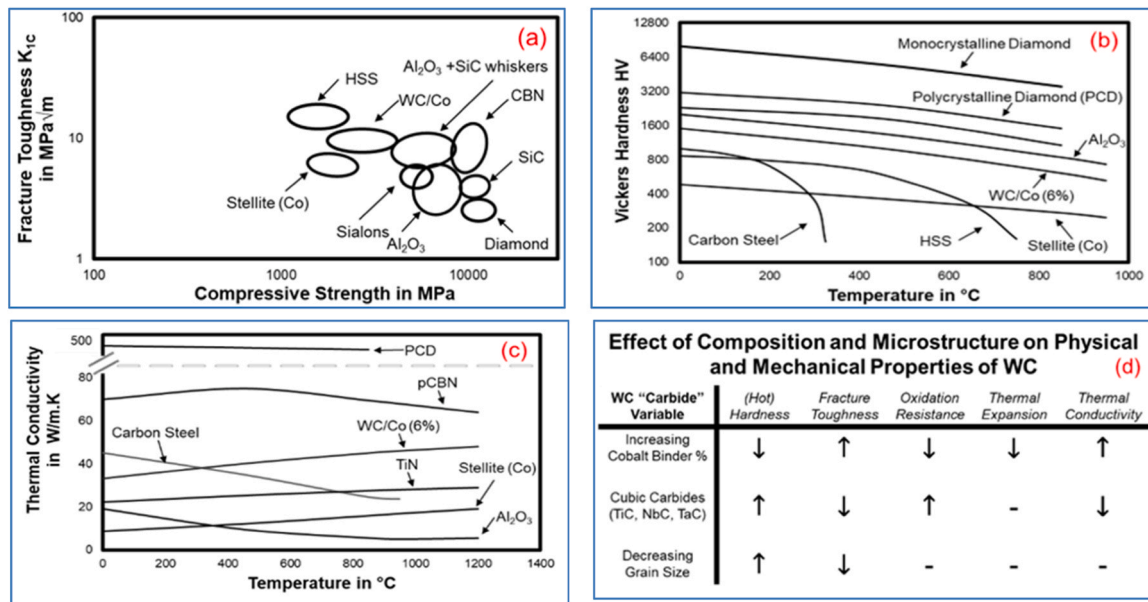 (a)
Fracture Toughness K1C
in MPa√m
100
10
1
HSS
Al2O3 +SiC whiskers
WC/Co
CBN
SiC
Stellite (Co)
Sialons
Al2O3
Diamond
100
1000
10000
Compressive Strength in MPa
(b)
Vickers Hardness HV
12800
6400
3200
1600
800
400
200
100
Monocrystalline Diamond
Polycrystalline Diamond (PCD)
Al2O3
WC/Co (6%)
Carbon Steel
HSS
Stellite (Co)
0
200
400
600
800
1000
Temperature in °C
(c)
Thermal Conductivity
in W/m.K
500
80
60
40
20
0
PCD
pCBN
Carbon Steel
WC/Co (6%)
TiN
Stellite (Co)
Al2O3
0
200
400
600
800
1000
1200
1400
Temperature in °C
Effect of Composition and Microstructure on Physical
and Mechanical Properties of WC
(d)
WC “Carbide”
Variable
(Hot)
Hardness
Fracture
Toughness
Oxidation
Resistance
Thermal
Expansion
Thermal
Conductivity
Increasing
Cobalt Binder %
↓ ↑ ↓ ↓ ↑
Cubic Carbides
(TiC, NbC, TaC)
↑ ↓ ↑ - ↓
Decreasing
Grain Size
↑ ↓ - - -